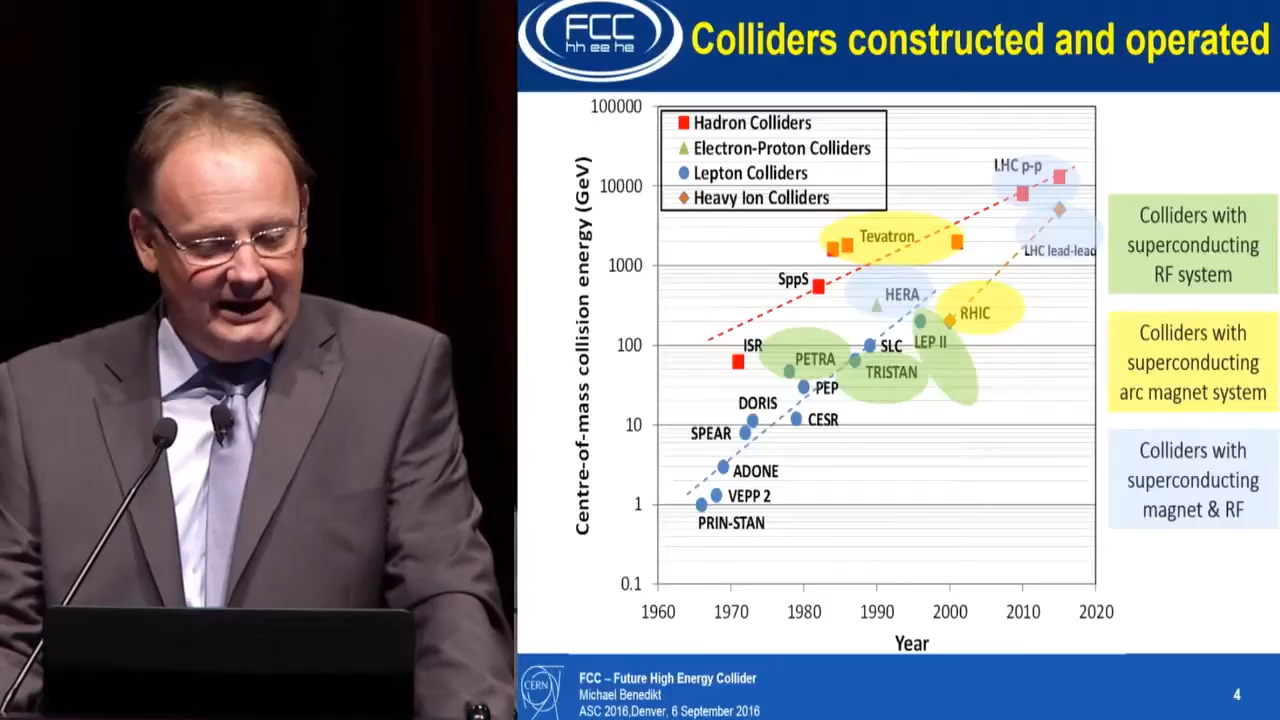 FCC
hh ee he
Colliders constructed and operated
Centre-of-mass collision energy (GeV)
100000
10000
1000
100
10
1
0.1
Hadron Colliders
Electron-Proton Colliders
Lepton Colliders
Heavy Ion Colliders
LHC p-p
Tevatron
LHC lead-lead
SppS
HERA
RHIC
ISR
SLC
LEP II
PETRA
TRISTAN
PEP
DORIS
CESR
SPEAR
ADONE
VEPP 2
PRIN-STAN
1960
1970
1980
1990
2000
2010
2020
Year
Colliders with
superconducting
RF system
Colliders with
superconducting
arc magnet system
Colliders with
superconducting
magnet & RF
CERN
FCC – Future High Energy Collider
Michael Benedikt
ASC 2016,Denver, 6 September 2016
4